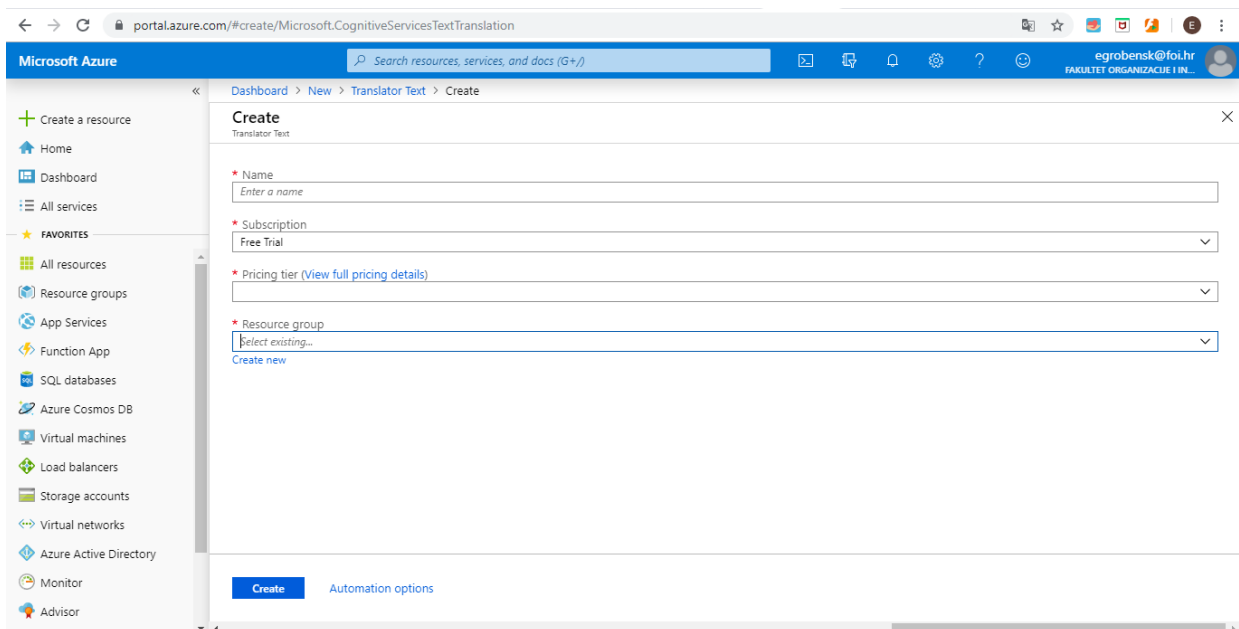 portal.azure.com/#create/Microsoft.CognitiveServicesTextTranslation
E
Microsoft Azure
Search resources, services, and docs (G+/)
egrobensk@foi.hr
FAKULTET ORGANIZACIJE I IN...
Create a resource
Home
Dashboard
All services
FAVORITES
All resources
Resource groups
App Services
Function App
SQL databases
Azure Cosmos DB
Virtual machines
Load balancers
Storage accounts
Virtual networks
Azure Active Directory
Monitor
Advisor
Dashboard > New > Translator Text > Create
Create
Translator Text
* Name
Enter a name
* Subscription
Free Trial
* Pricing tier (View full pricing details)
* Resource group
Select existing...
Create new
Create
Automation options